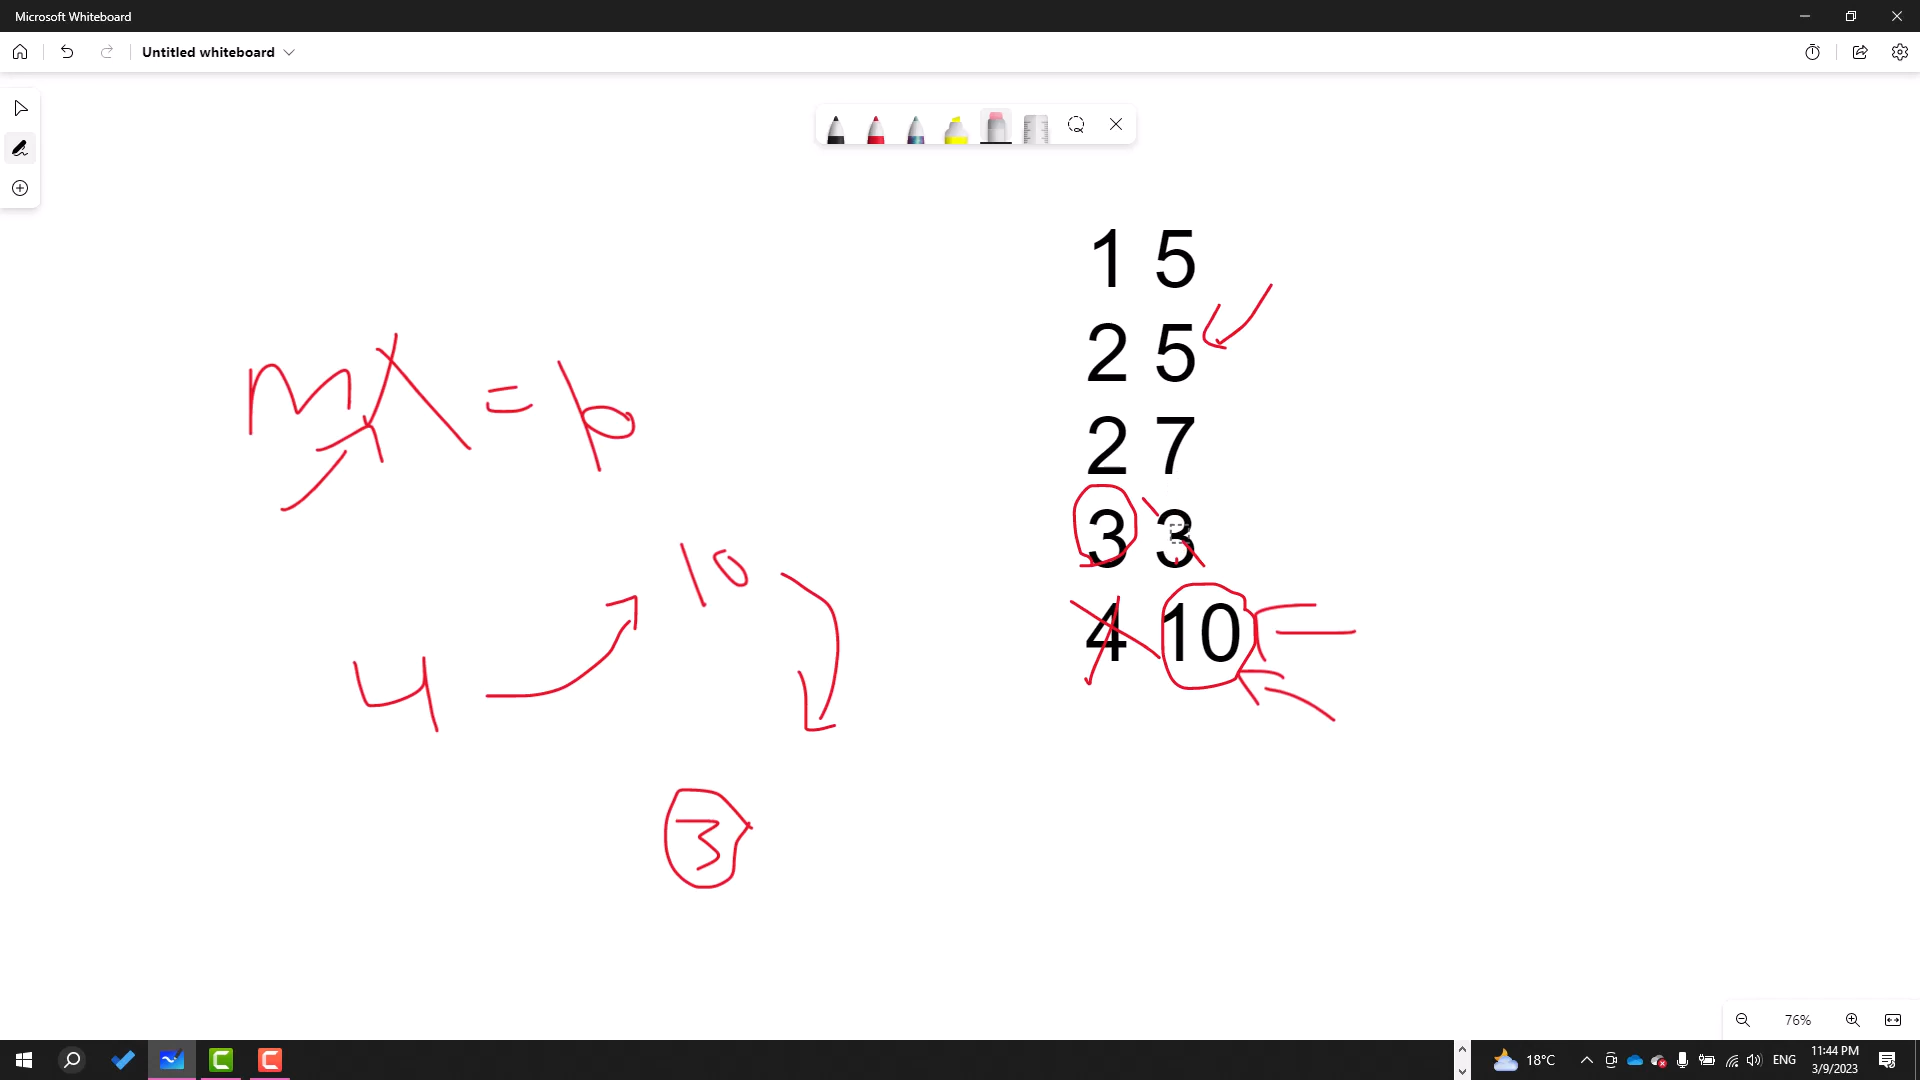 Microsoft Whiteboard
Untitled whiteboard
1 5
2 5
2 7
3 3
4 10
mx =
10
4
3
76%
18°C
ENG
11:44 PM
3/9/2023